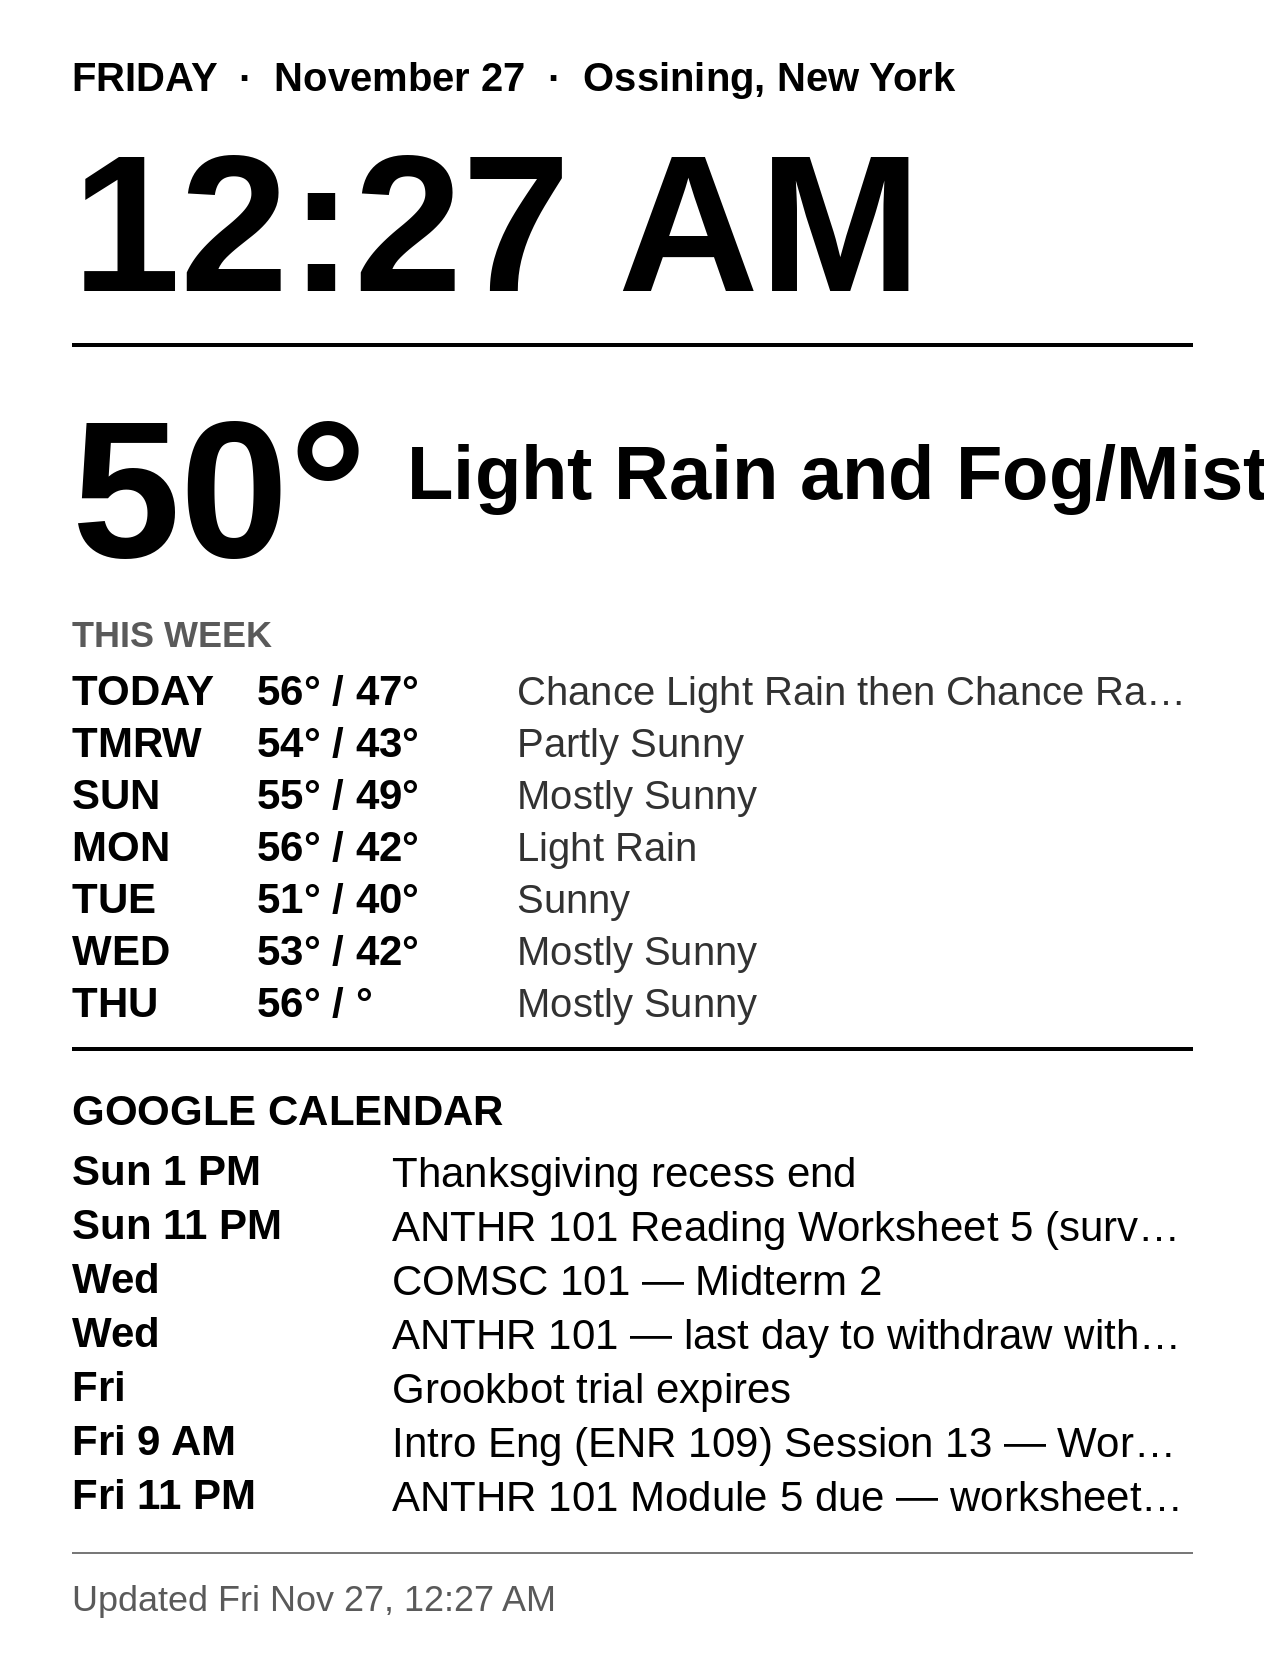 FRIDAY · November 27 · Ossining, New York
12:27 AM
50° Light Rain and Fog/Mist
THIS WEEK
TODAY 56° / 47° Chance Light Rain then Chance Ra…
TMRW 54° / 43° Partly Sunny
SUN 55° / 49° Mostly Sunny
MON 56° / 42° Light Rain
TUE 51° / 40° Sunny
WED 53° / 42° Mostly Sunny
THU 56° / ° Mostly Sunny
GOOGLE CALENDAR
Sun 1 PM Thanksgiving recess end
Sun 11 PM ANTHR 101 Reading Worksheet 5 (surv…
Wed COMSC 101 — Midterm 2
Wed ANTHR 101 — last day to withdraw with…
Fri Grookbot trial expires
Fri 9 AM Intro Eng (ENR 109) Session 13 — Wor…
Fri 11 PM ANTHR 101 Module 5 due — worksheet…
Updated Fri Nov 27, 12:27 AM